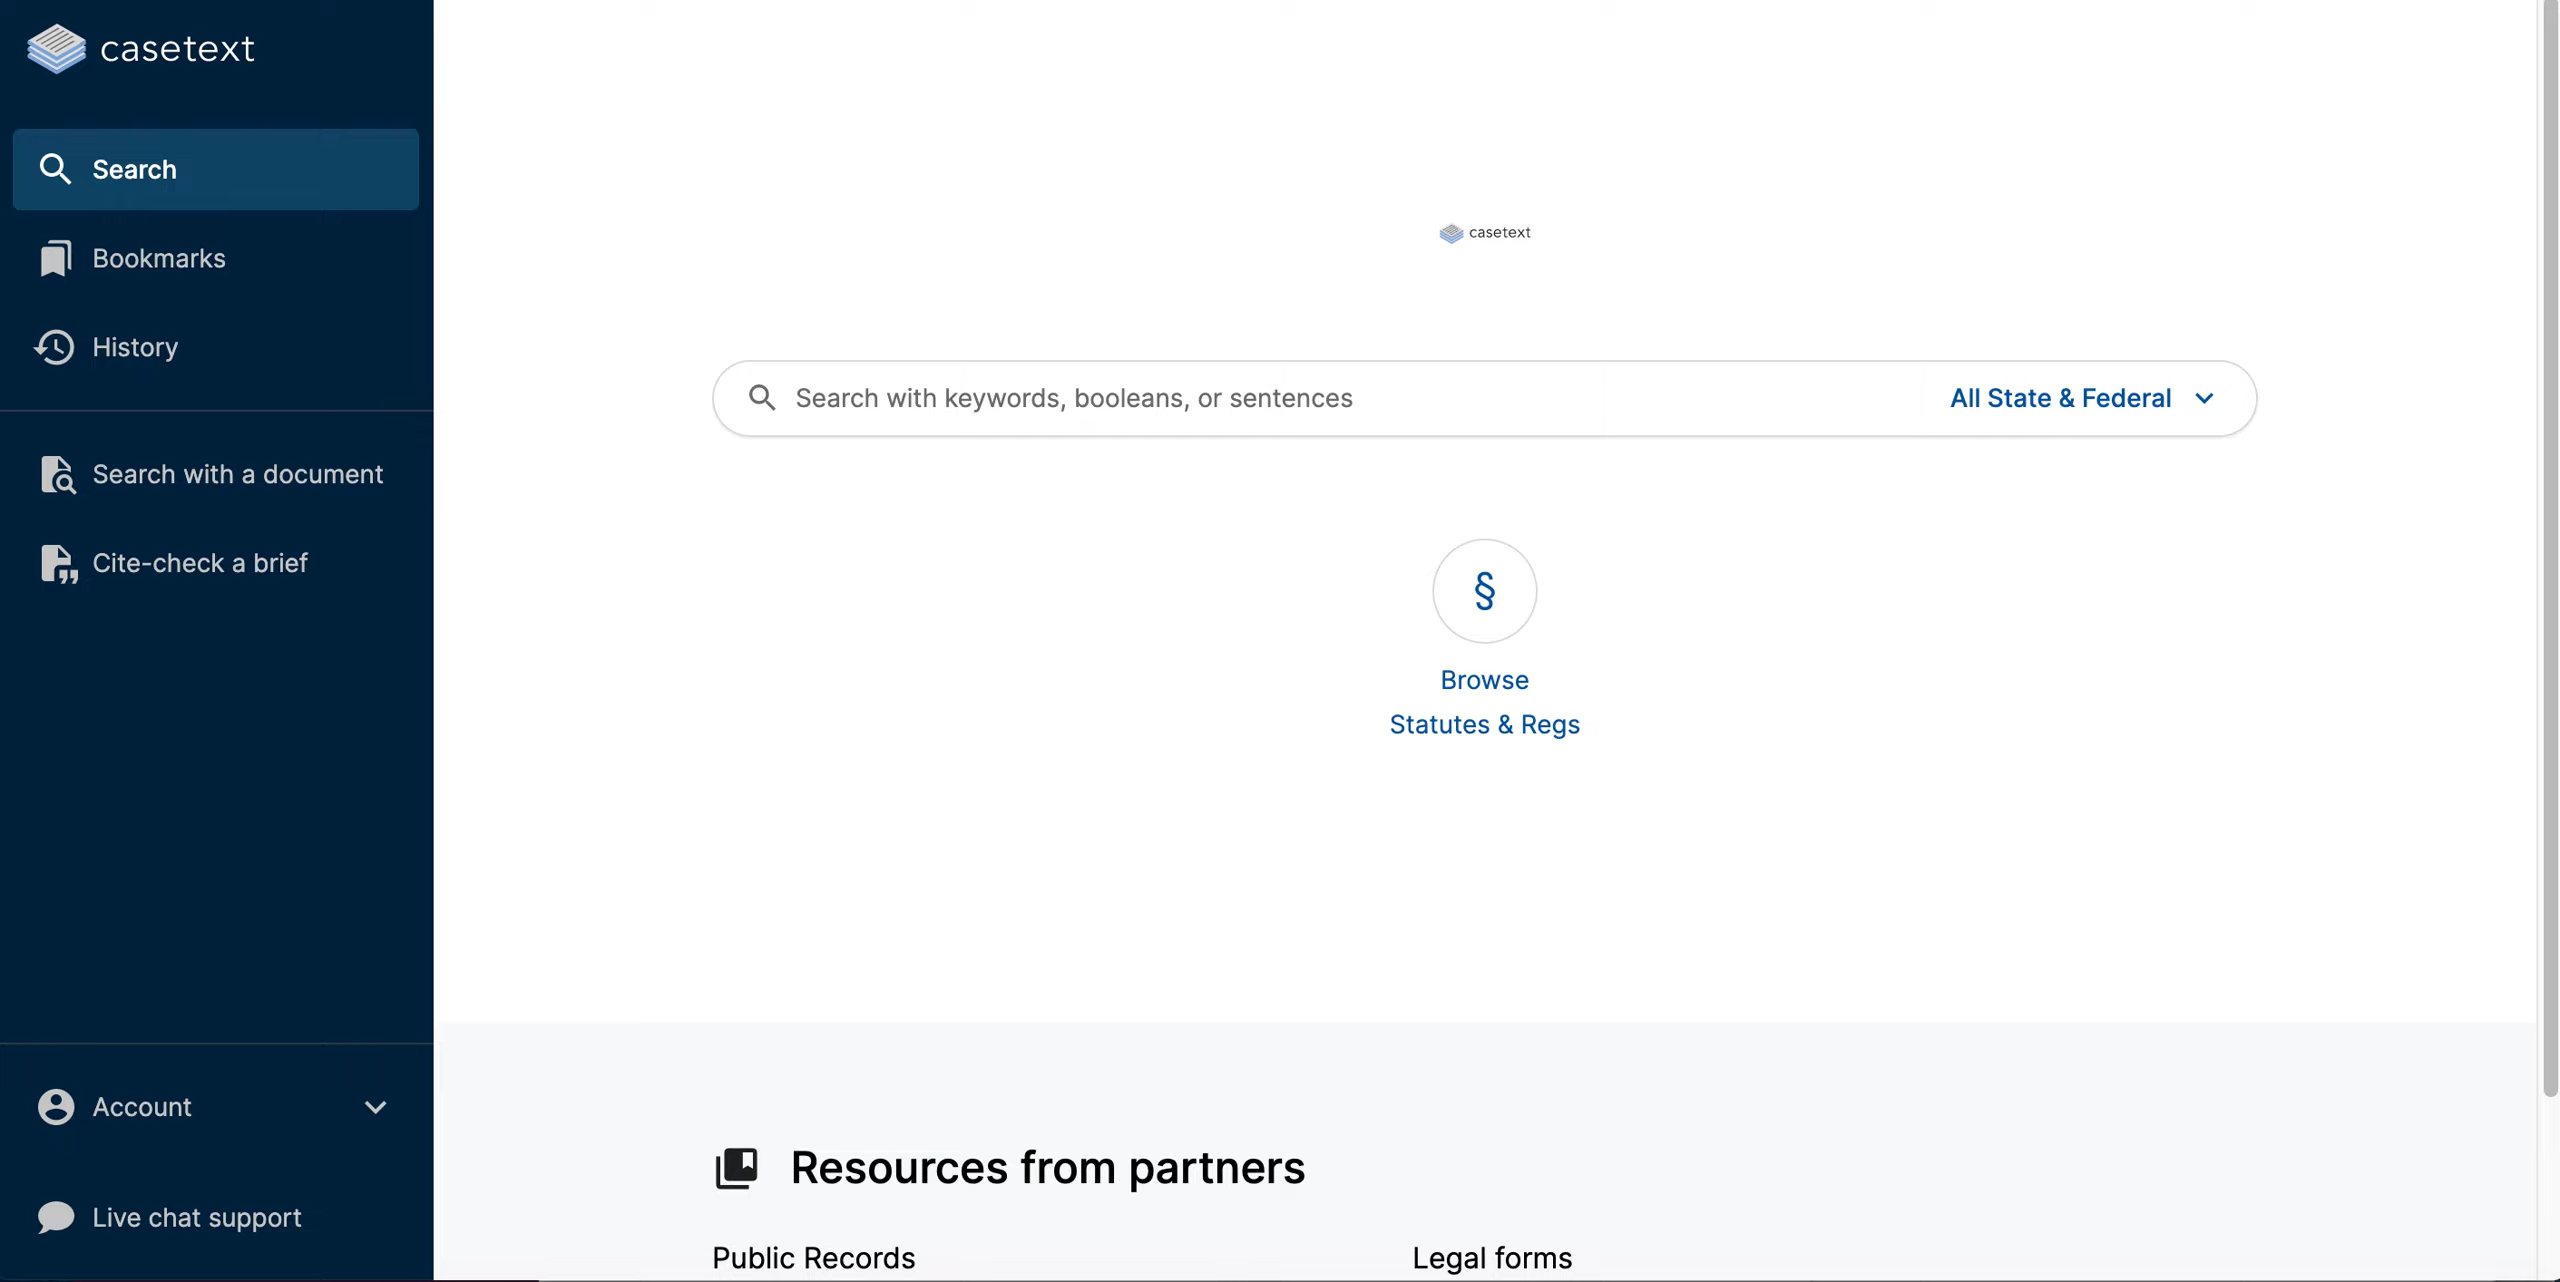 casetext
Search
Bookmarks
History
Search with a document
Cite-check a brief
Account
Live chat support
casetext
Search with keywords, booleans, or sentences
All State & Federal
§
Browse
Statutes & Regs
Resources from partners
Public Records
Legal forms